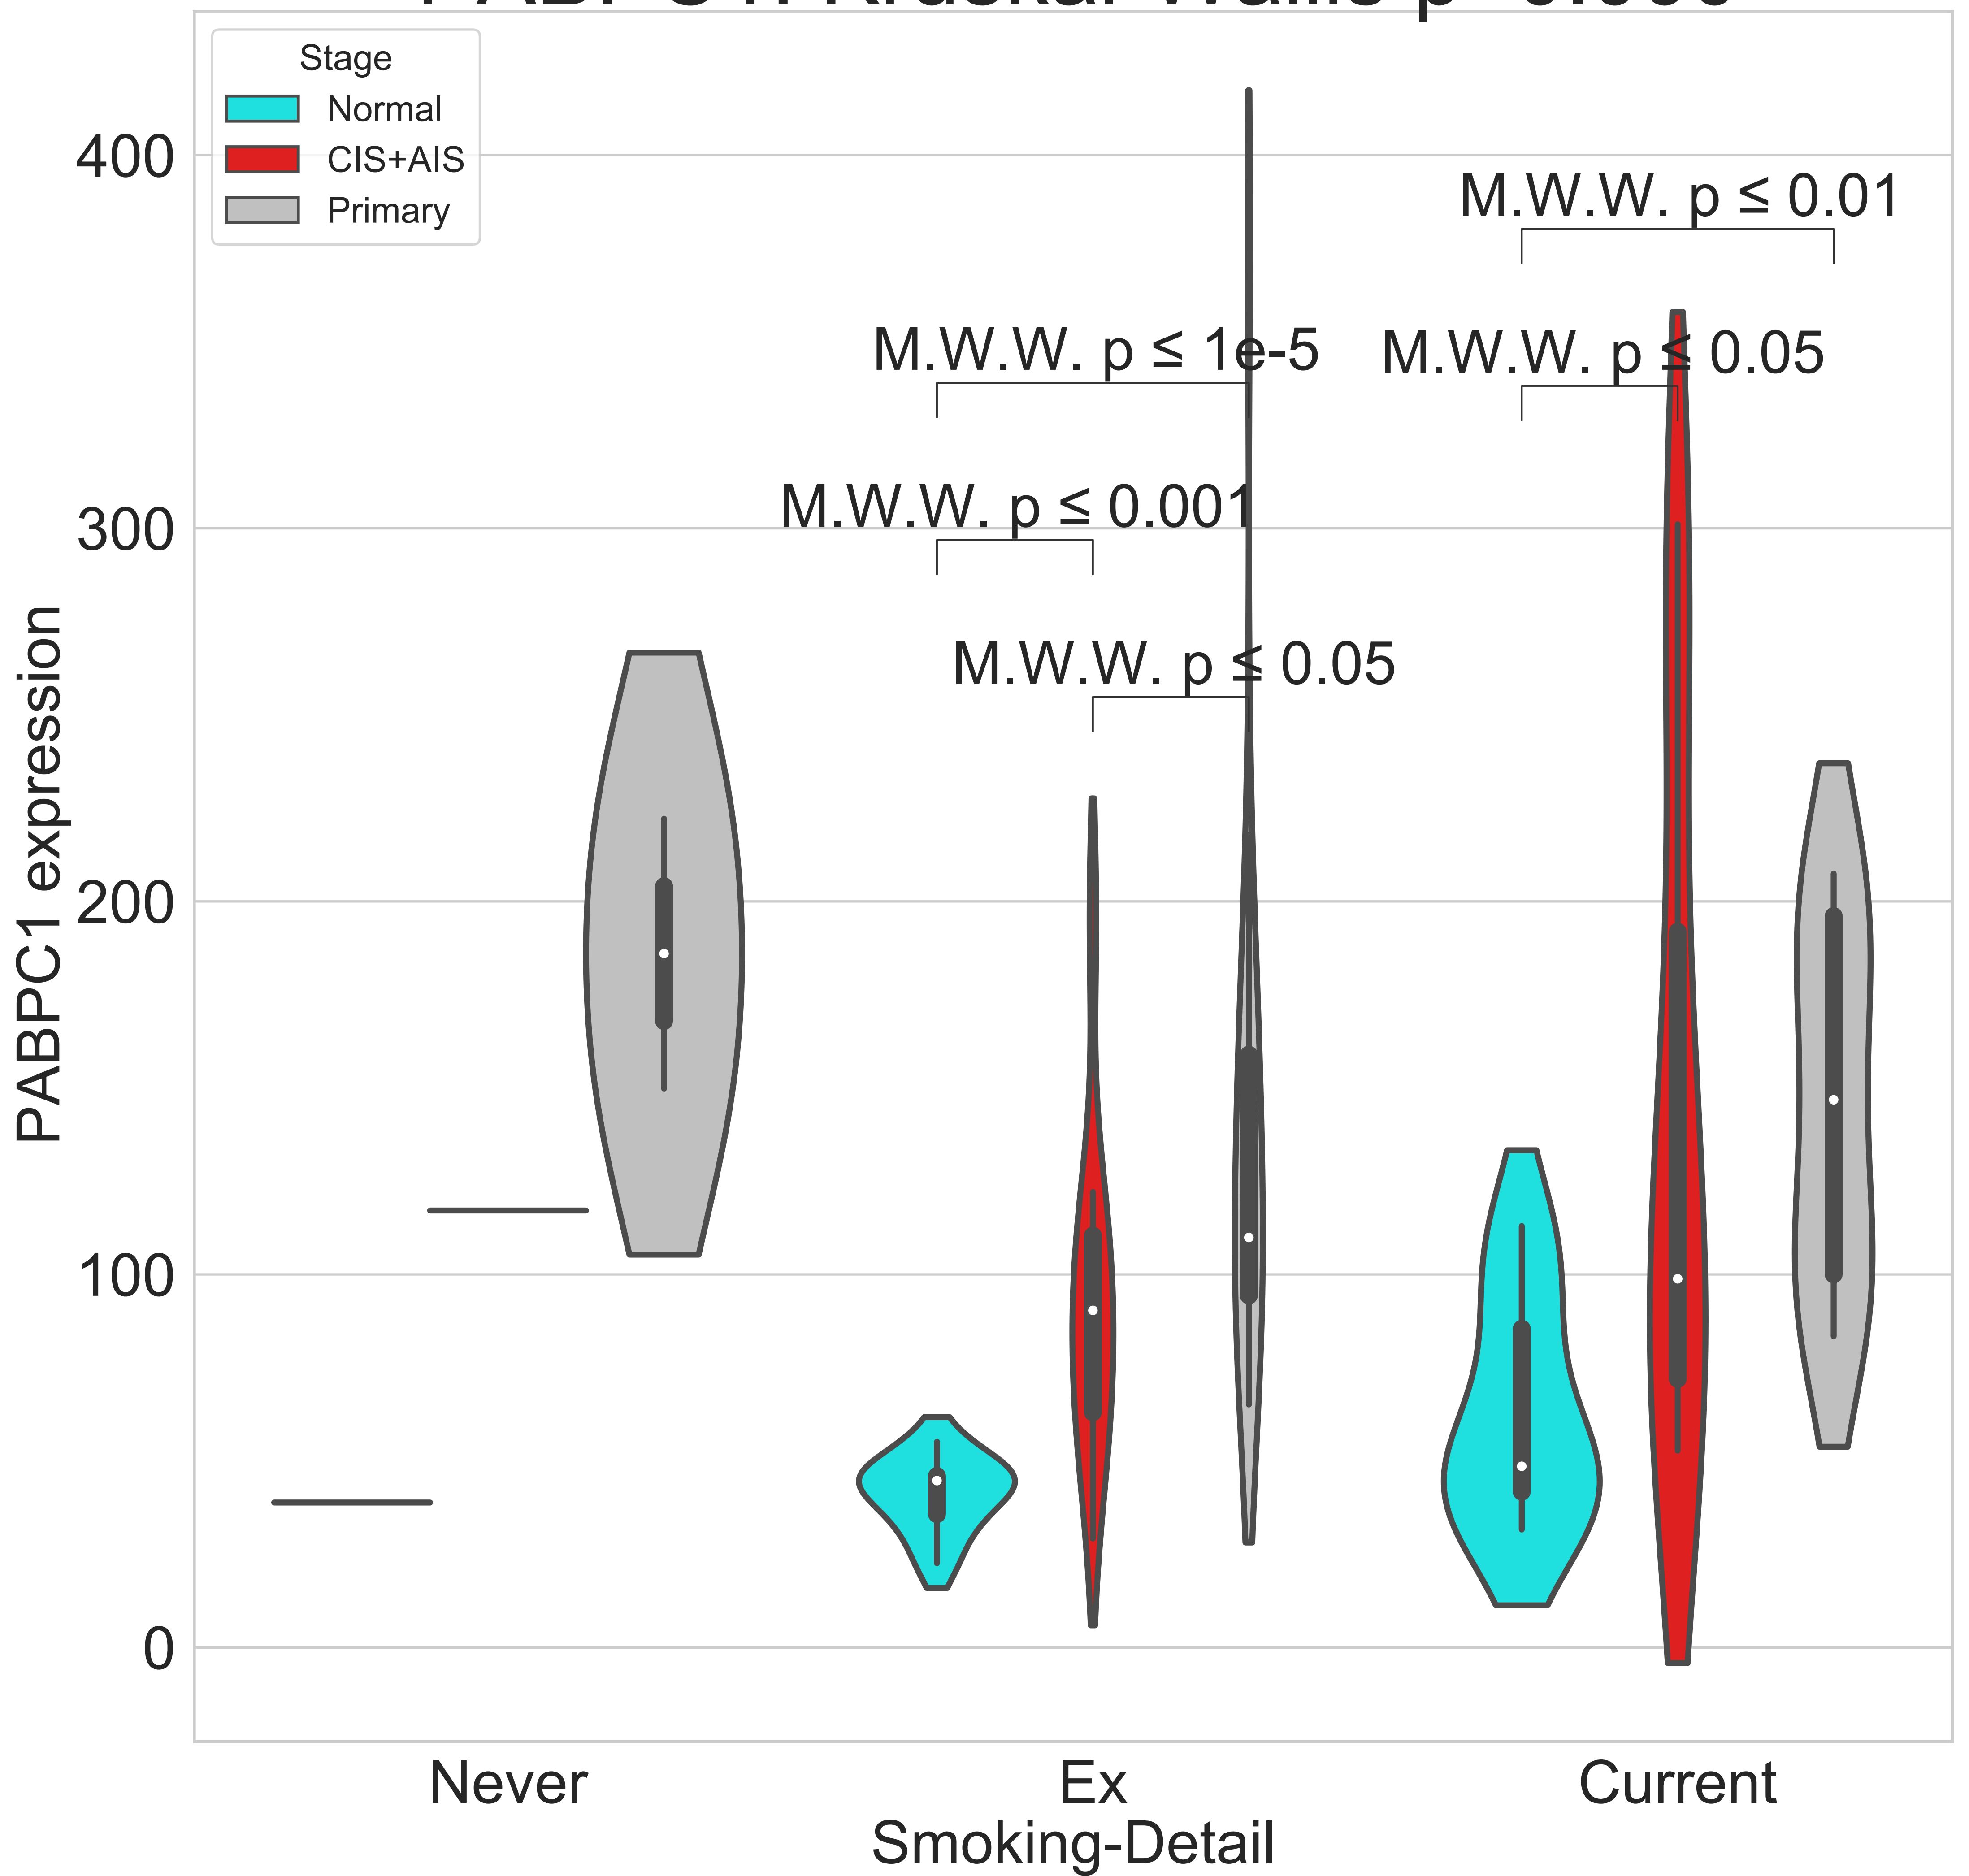 Stage
Normal
CIS+AIS
Primary
400
300
200
100
0
PABPC1 expression
M.W.W. p ≤ 0.01
M.W.W. p ≤ 1e-5
M.W.W. p ≤ 0.05
M.W.W. p ≤ 0.001
M.W.W. p ≤ 0.05
Never
Ex
Current
Smoking-Detail